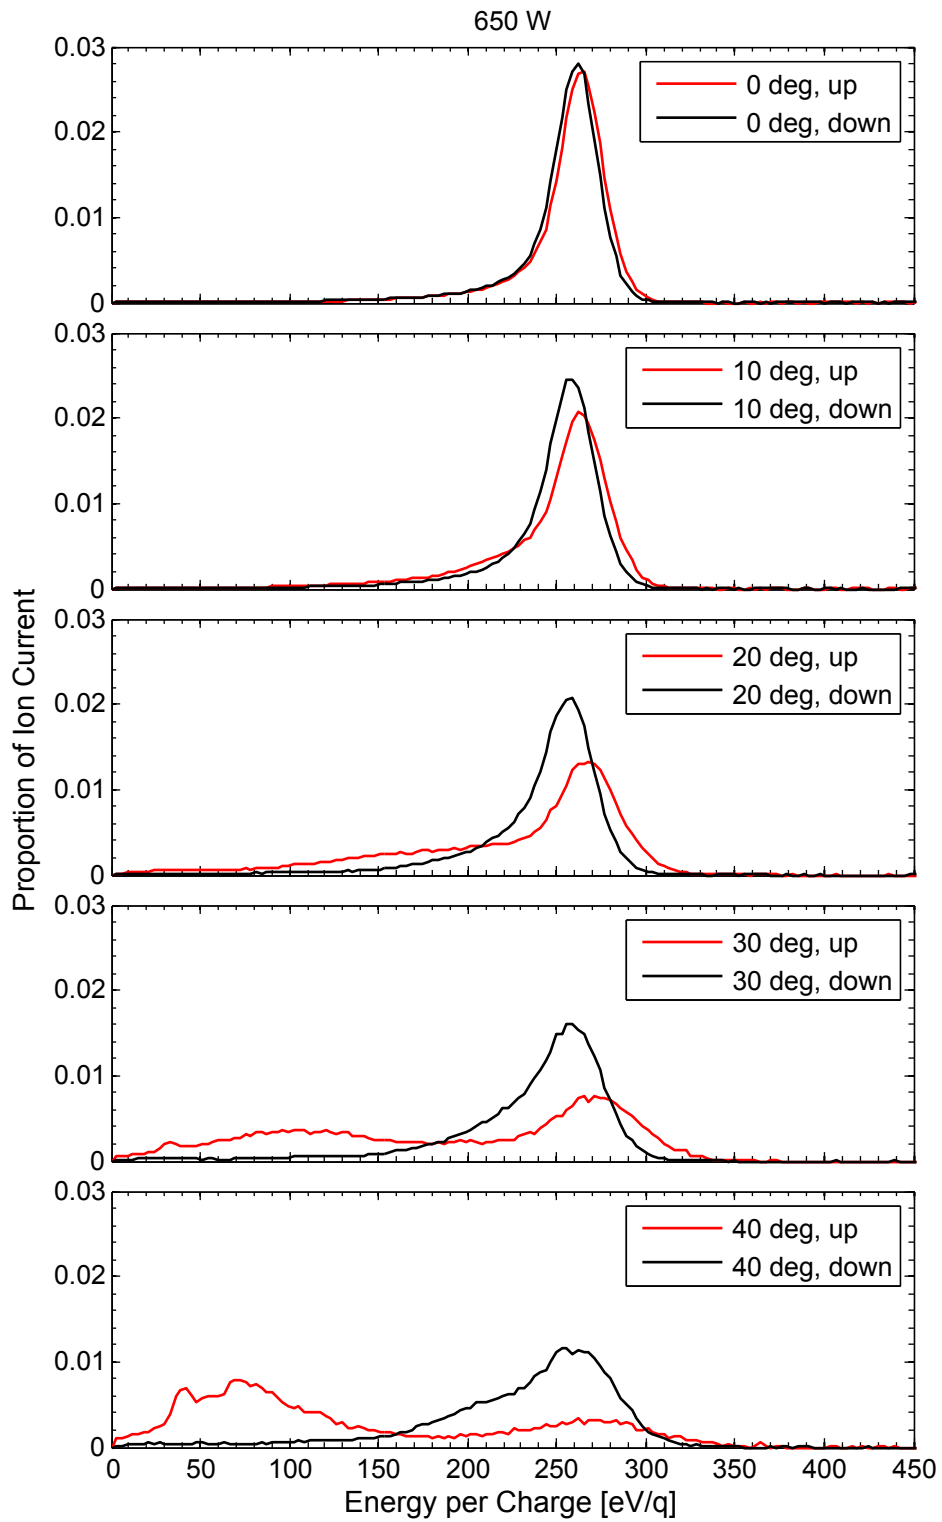 650 W
0.03
0.02
0.01
0
0 deg, up
0 deg, down
0.03
0.02
0.01
0
10 deg, up
10 deg, down
0.03
0.02
0.01
0
20 deg, up
20 deg, down
0.03
0.02
0.01
0
30 deg, up
30 deg, down
0.03
0.02
0.01
0
40 deg, up
40 deg, down
0 50 100 150 200 250 300 350 400 450
Energy per Charge [eV/q]
Proportion of Ion Current